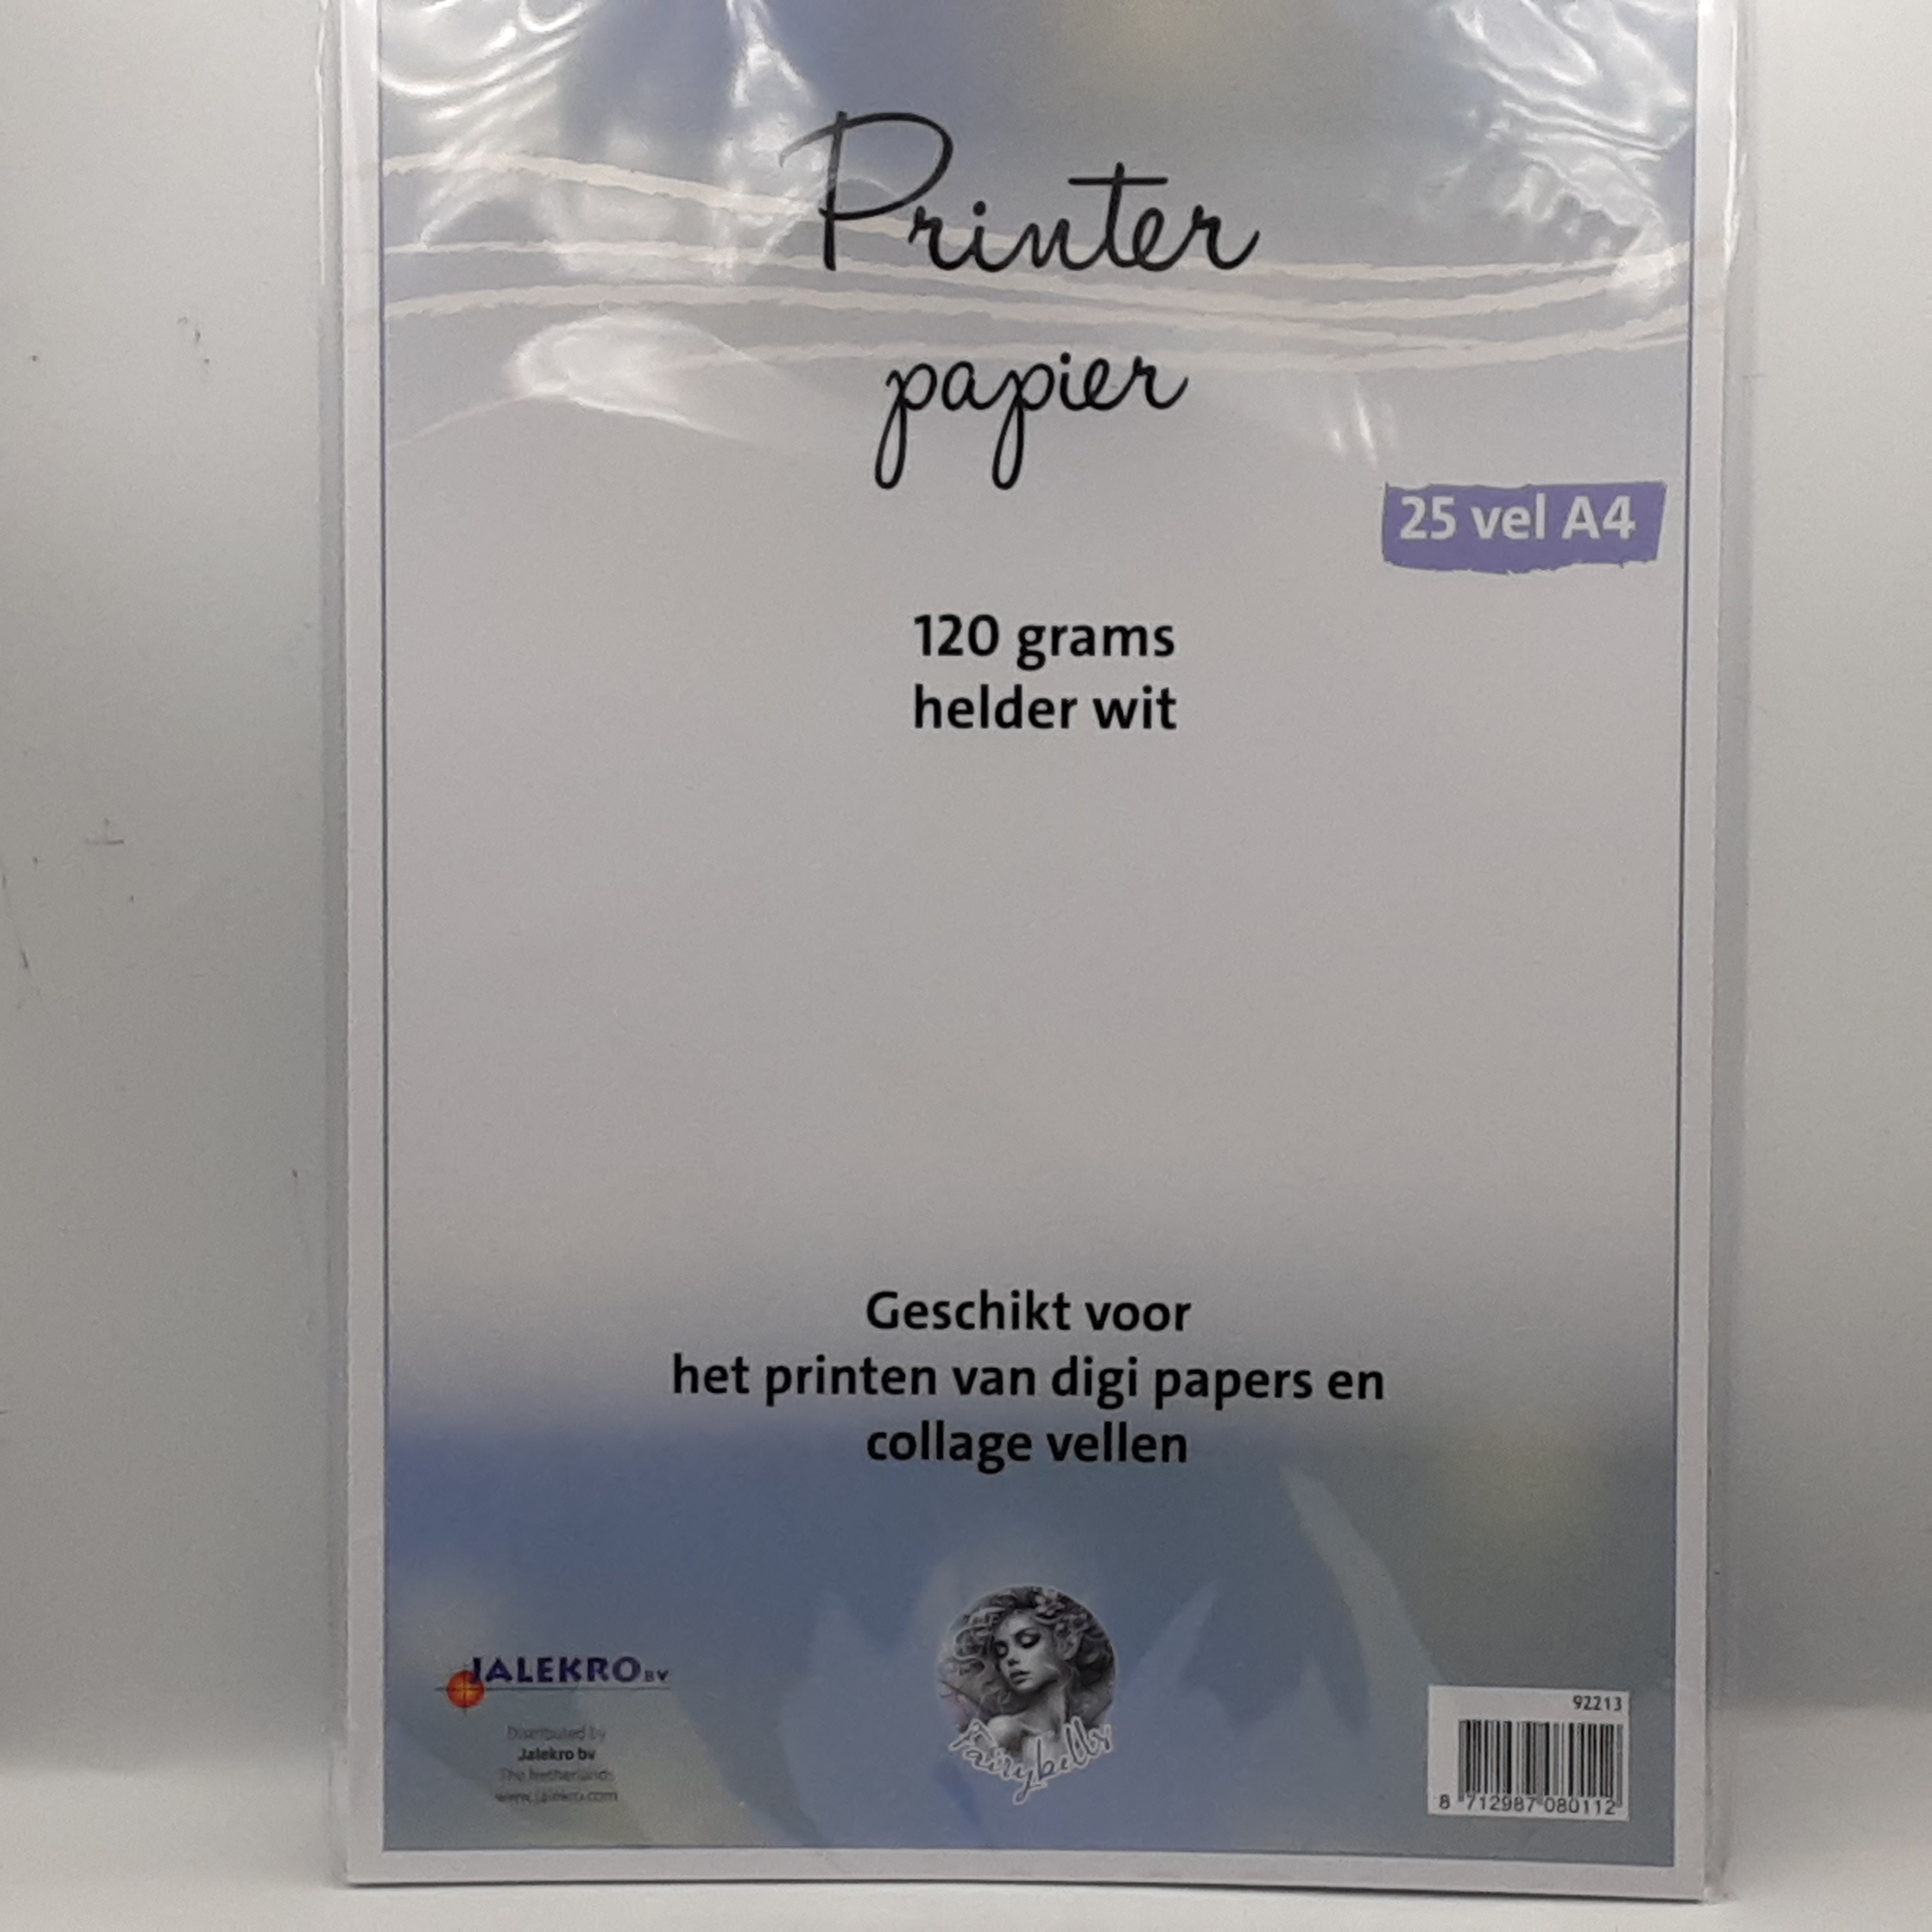 Printer
papier
25 vel A4
120 grams
helder wit
Geschikt voor
het printen van digi papers en
collage vellen
JALEKRO BV
Distributed by
Jalekro bv
The Netherlands
www.jalekro.com
Fairybells
92213
8 712987 080112